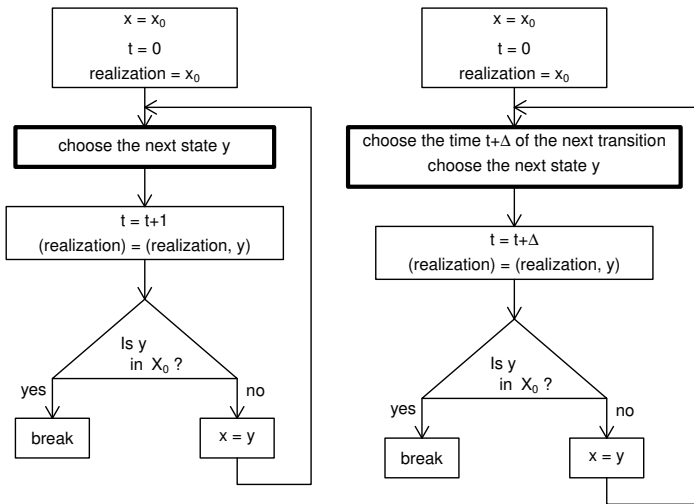 x = x₀
t = 0
realization = x₀
choose the next state y
t = t+1
(realization) = (realization, y)
Is y
in X₀ ?
yes
no
break
x = y
x = x₀
t = 0
realization = x₀
choose the time t+Δ of the next transition
choose the next state y
t = t+Δ
(realization) = (realization, y)
Is y
in X₀ ?
yes
no
break
x = y